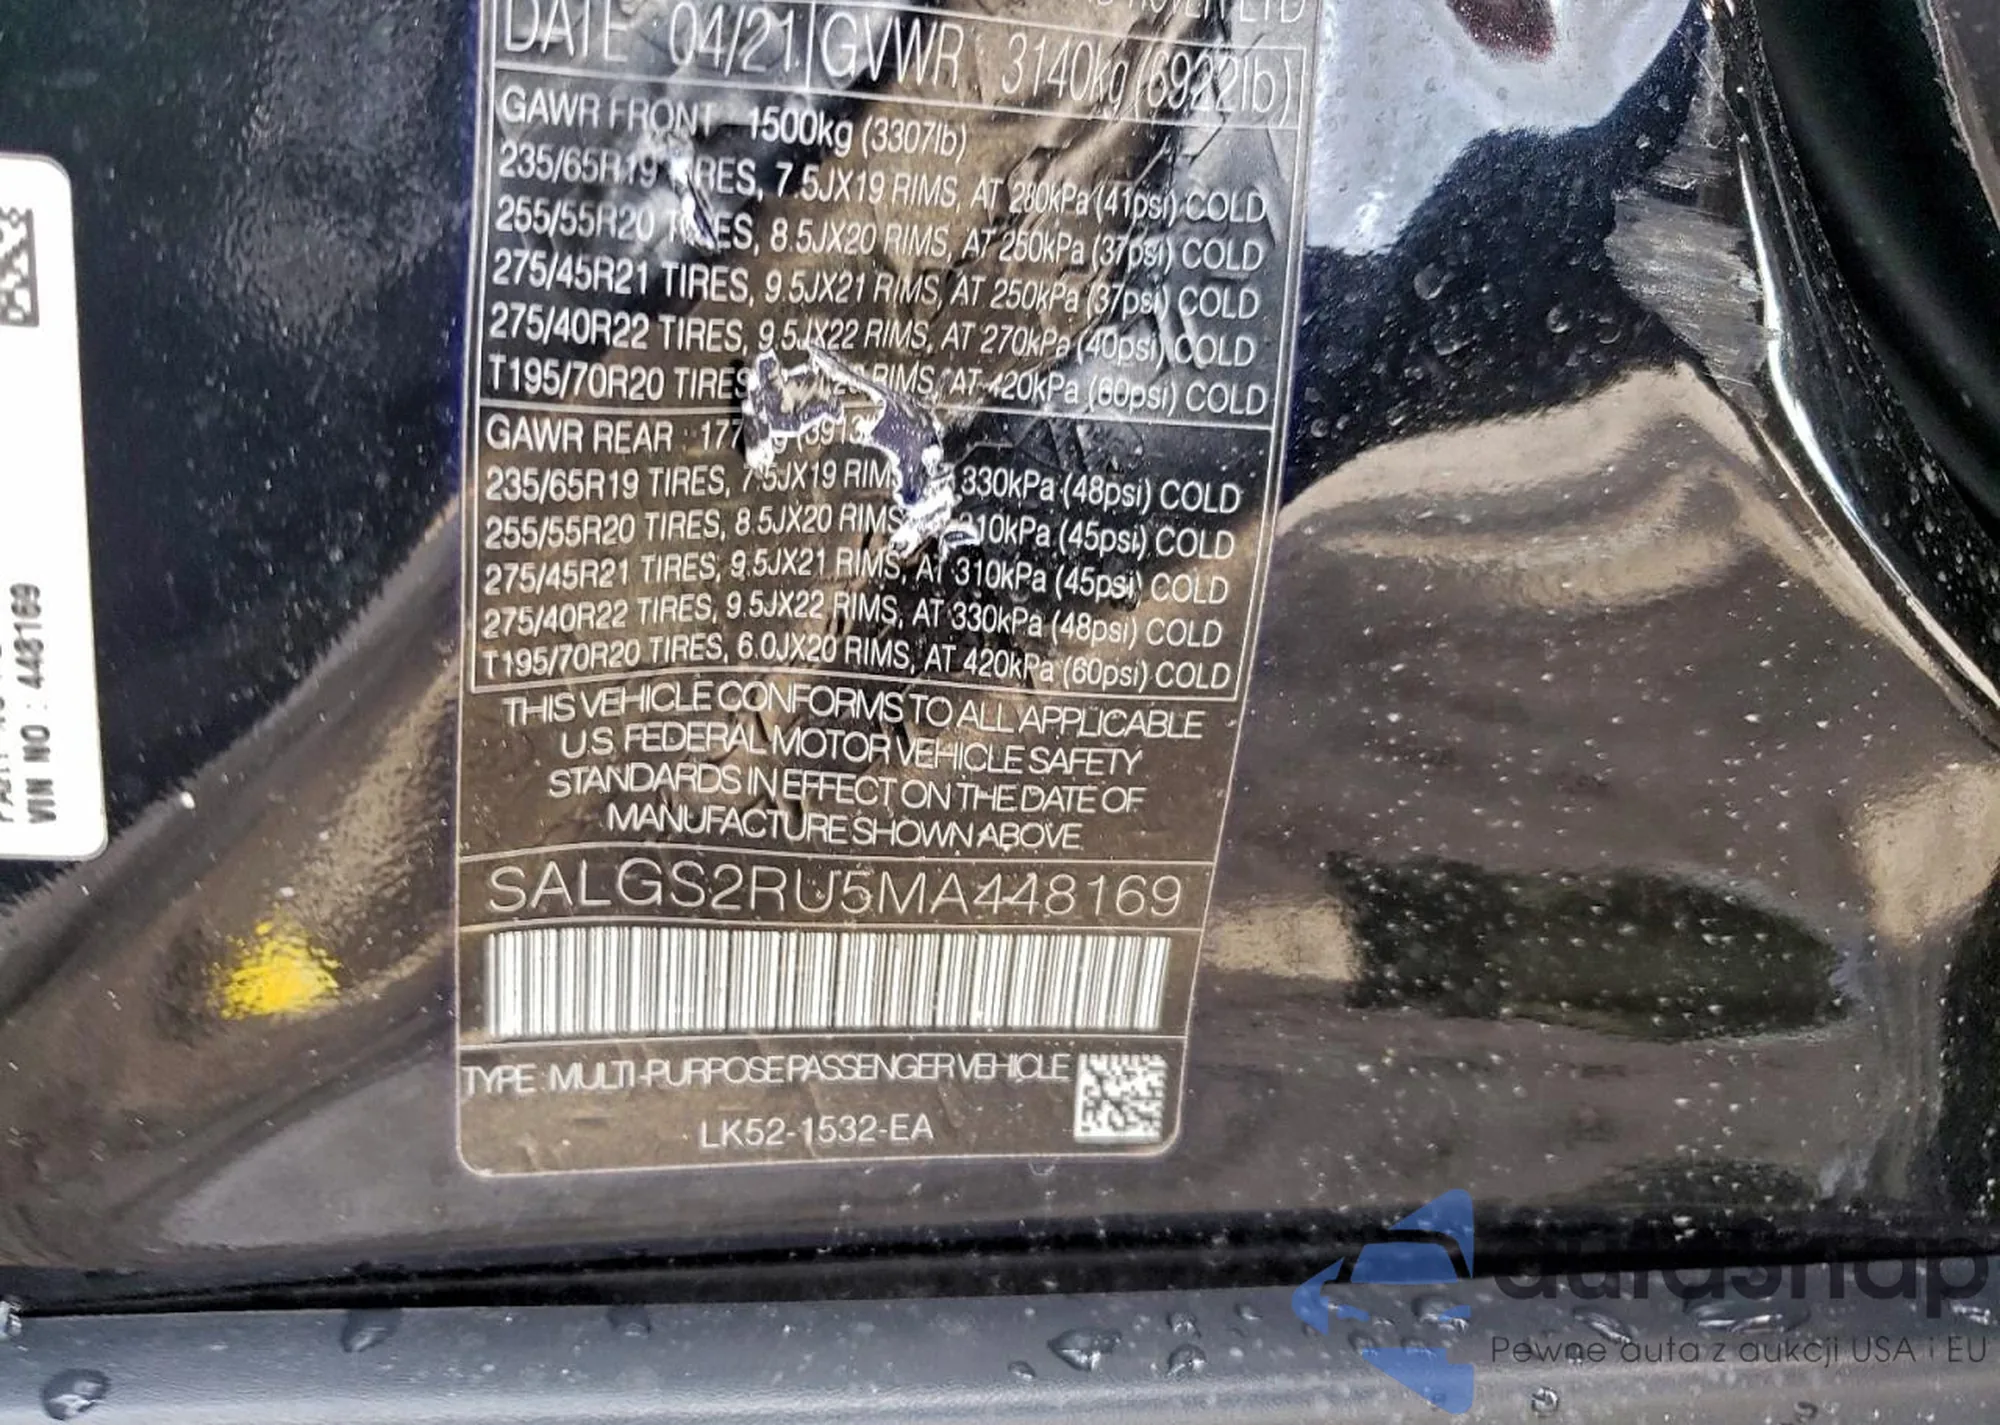 LTD
DATE : 04/21 GVWR : 3140kg (6922lb)
GAWR FRONT 1500kg (3307lb)
235/65R19 TIRES, 7.5JX19 RIMS, AT 280kPa (41psi) COLD
255/55R20 TIRES, 8.5JX20 RIMS, AT 250kPa (37psi) COLD
275/45R21 TIRES, 9.5JX21 RIMS, AT 250kPa (37psi) COLD
275/40R22 TIRES, 9.5JX22 RIMS, AT 270kPa (40psi) COLD
T195/70R20 TIRES RIMS, AT 420kPa (60psi) COLD
GAWR REAR :
235/65R19 TIRES, 7.5JX19 RIMS 330kPa (48psi) COLD
255/55R20 TIRES, 8.5JX20 RIMS 310kPa (45psi) COLD
275/45R21 TIRES, 9.5JX21 RIMS, AT 310kPa (45psi) COLD
275/40R22 TIRES, 9.5JX22 RIMS, AT 330kPa (48psi) COLD
T195/70R20 TIRES, 6.0JX20 RIMS, AT 420kPa (60psi) COLD
THIS VEHICLE CONFORMS TO ALL APPLICABLE
U.S. FEDERAL MOTOR VEHICLE SAFETY
STANDARDS IN EFFECT ON THE DATE OF
MANUFACTURE SHOWN ABOVE.
SALGS2RU5MA448169
TYPE : MULTI-PURPOSE PASSENGER VEHICLE
LK52-1532-EA
VIN NO : 448169
autasnap
Pewne auta z aukcji USA i EU